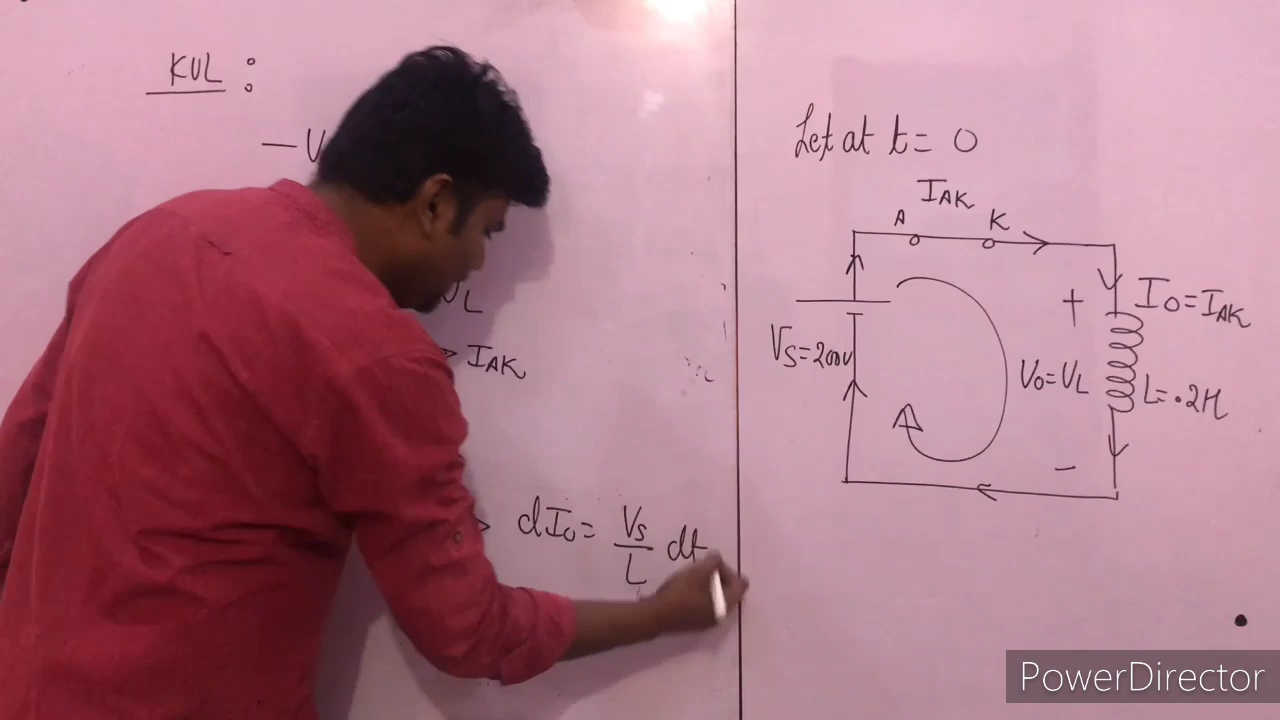 KVL :
— V
VL
> IAK
> dIo = Vs/L dt
Let at t = 0
IAK
A K
+ Io = IAK
Vs=200V
Vo=VL L=.2H
—
PowerDirector